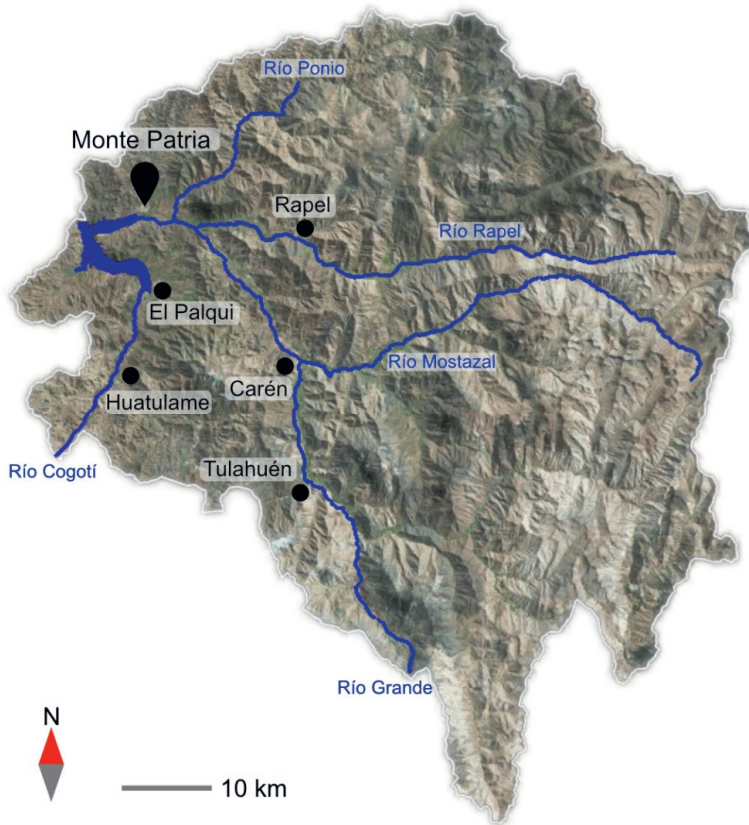 Río Ponio
Monte Patria
Rapel
Río Rapel
El Palqui
Río Mostazal
Carén
Huatulame
Río Cogotí
Tulahuén
Río Grande
N
10 km